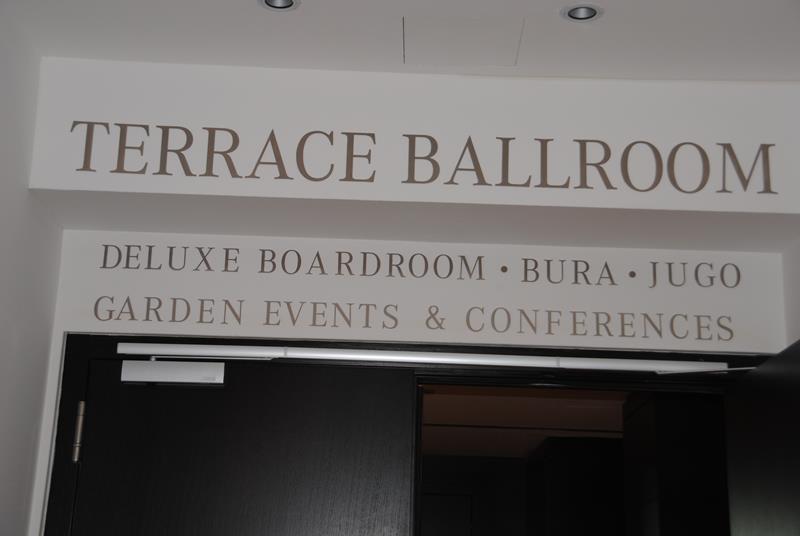 TERRACE BALLROOM
DELUXE BOARDROOM • BURA • JUGO
GARDEN EVENTS & CONFERENCES